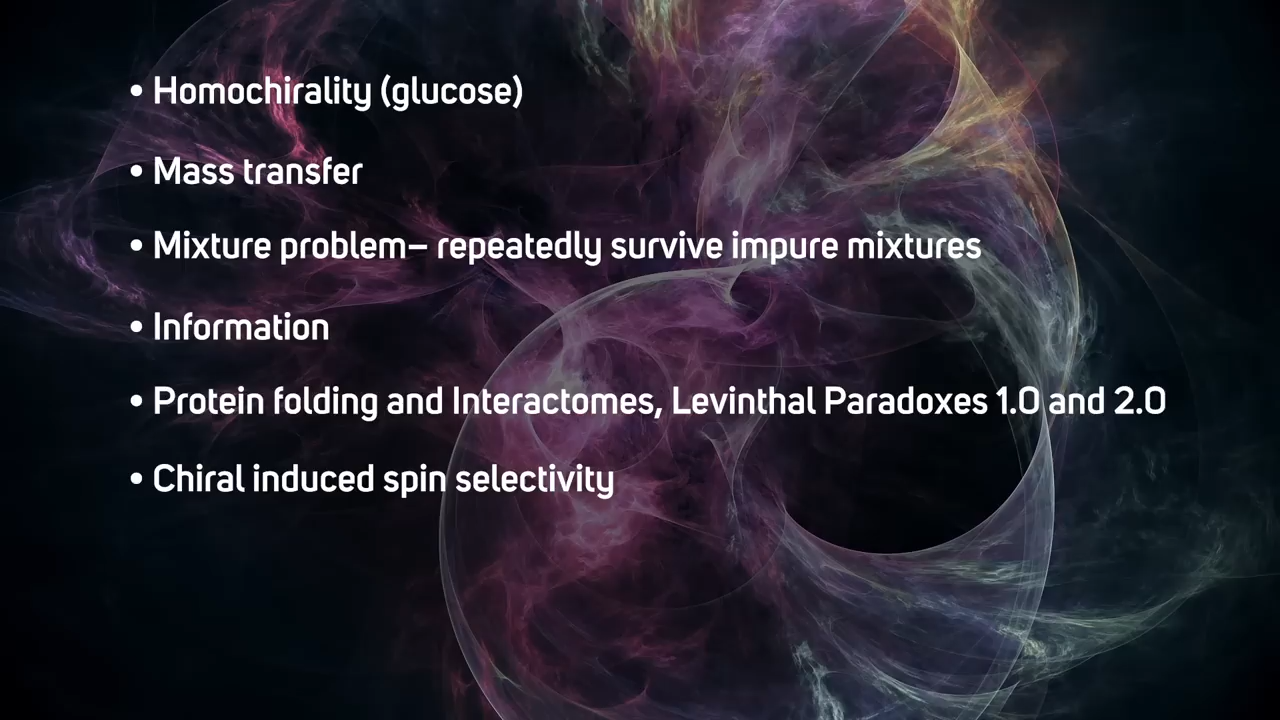 • Homochirality (glucose)
• Mass transfer
• Mixture problem– repeatedly survive impure mixtures
• Information
• Protein folding and Interactomes, Levinthal Paradoxes 1.0 and 2.0
• Chiral induced spin selectivity